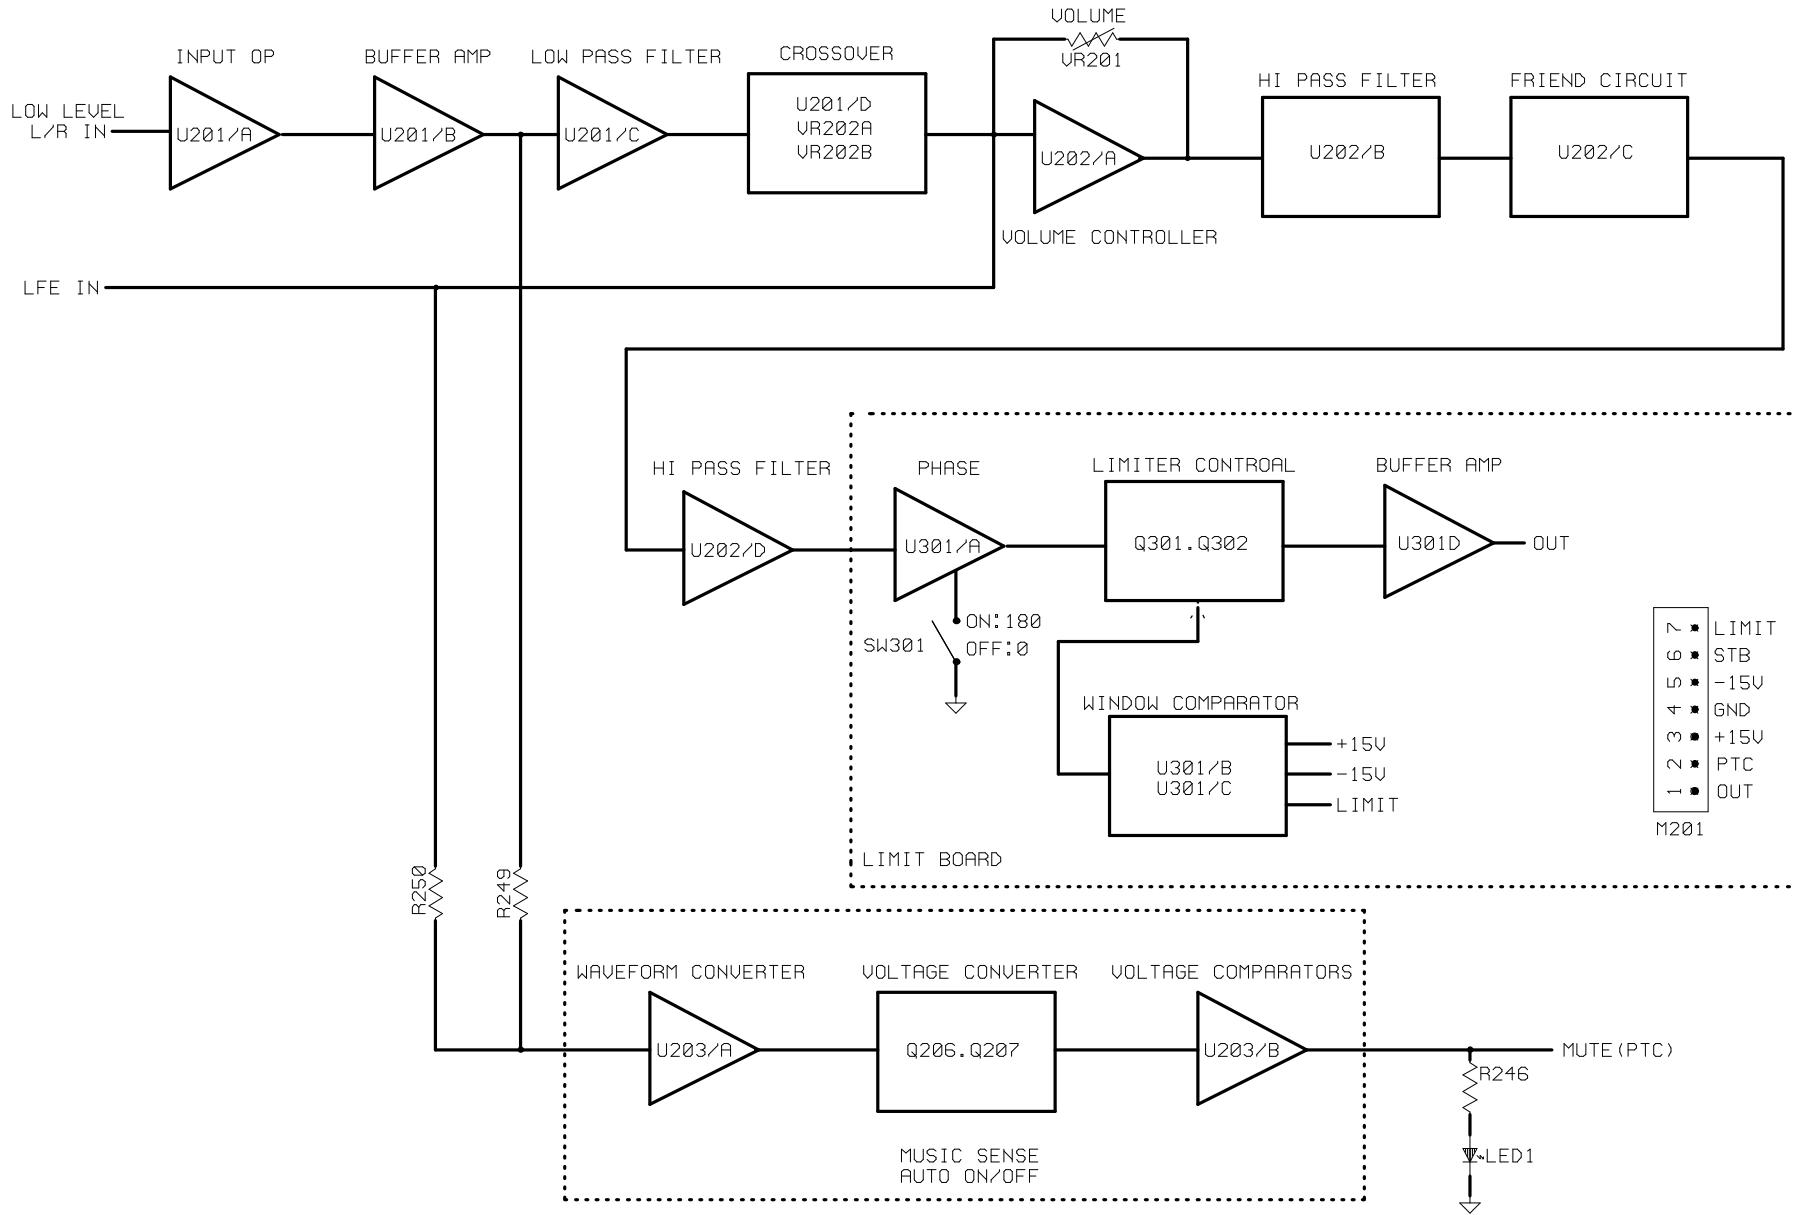 VOLUME
VR201
INPUT OP
BUFFER AMP
LOW PASS FILTER
CROSSOVER
HI PASS FILTER
FRIEND CIRCUIT
LOW LEVEL
L/R IN
U201/A
U201/B
U201/C
U201/D
VR202A
VR202B
U202/A
U202/B
U202/C
VOLUME CONTROLLER
LFE IN
HI PASS FILTER
PHASE
LIMITER CONTROAL
BUFFER AMP
U202/D
U301/A
Q301.Q302
U301D
OUT
SW301
ON:180
OFF:0
WINDOW COMPARATOR
U301/B
U301/C
+15V
-15V
LIMIT
7 LIMIT
6 STB
5 -15V
4 GND
3 +15V
2 PTC
1 OUT
M201
LIMIT BOARD
R250
R249
WAVEFORM CONVERTER
VOLTAGE CONVERTER
VOLTAGE COMPARATORS
U203/A
Q206.Q207
U203/B
MUTE(PTC)
R246
LED1
MUSIC SENSE
AUTO ON/OFF